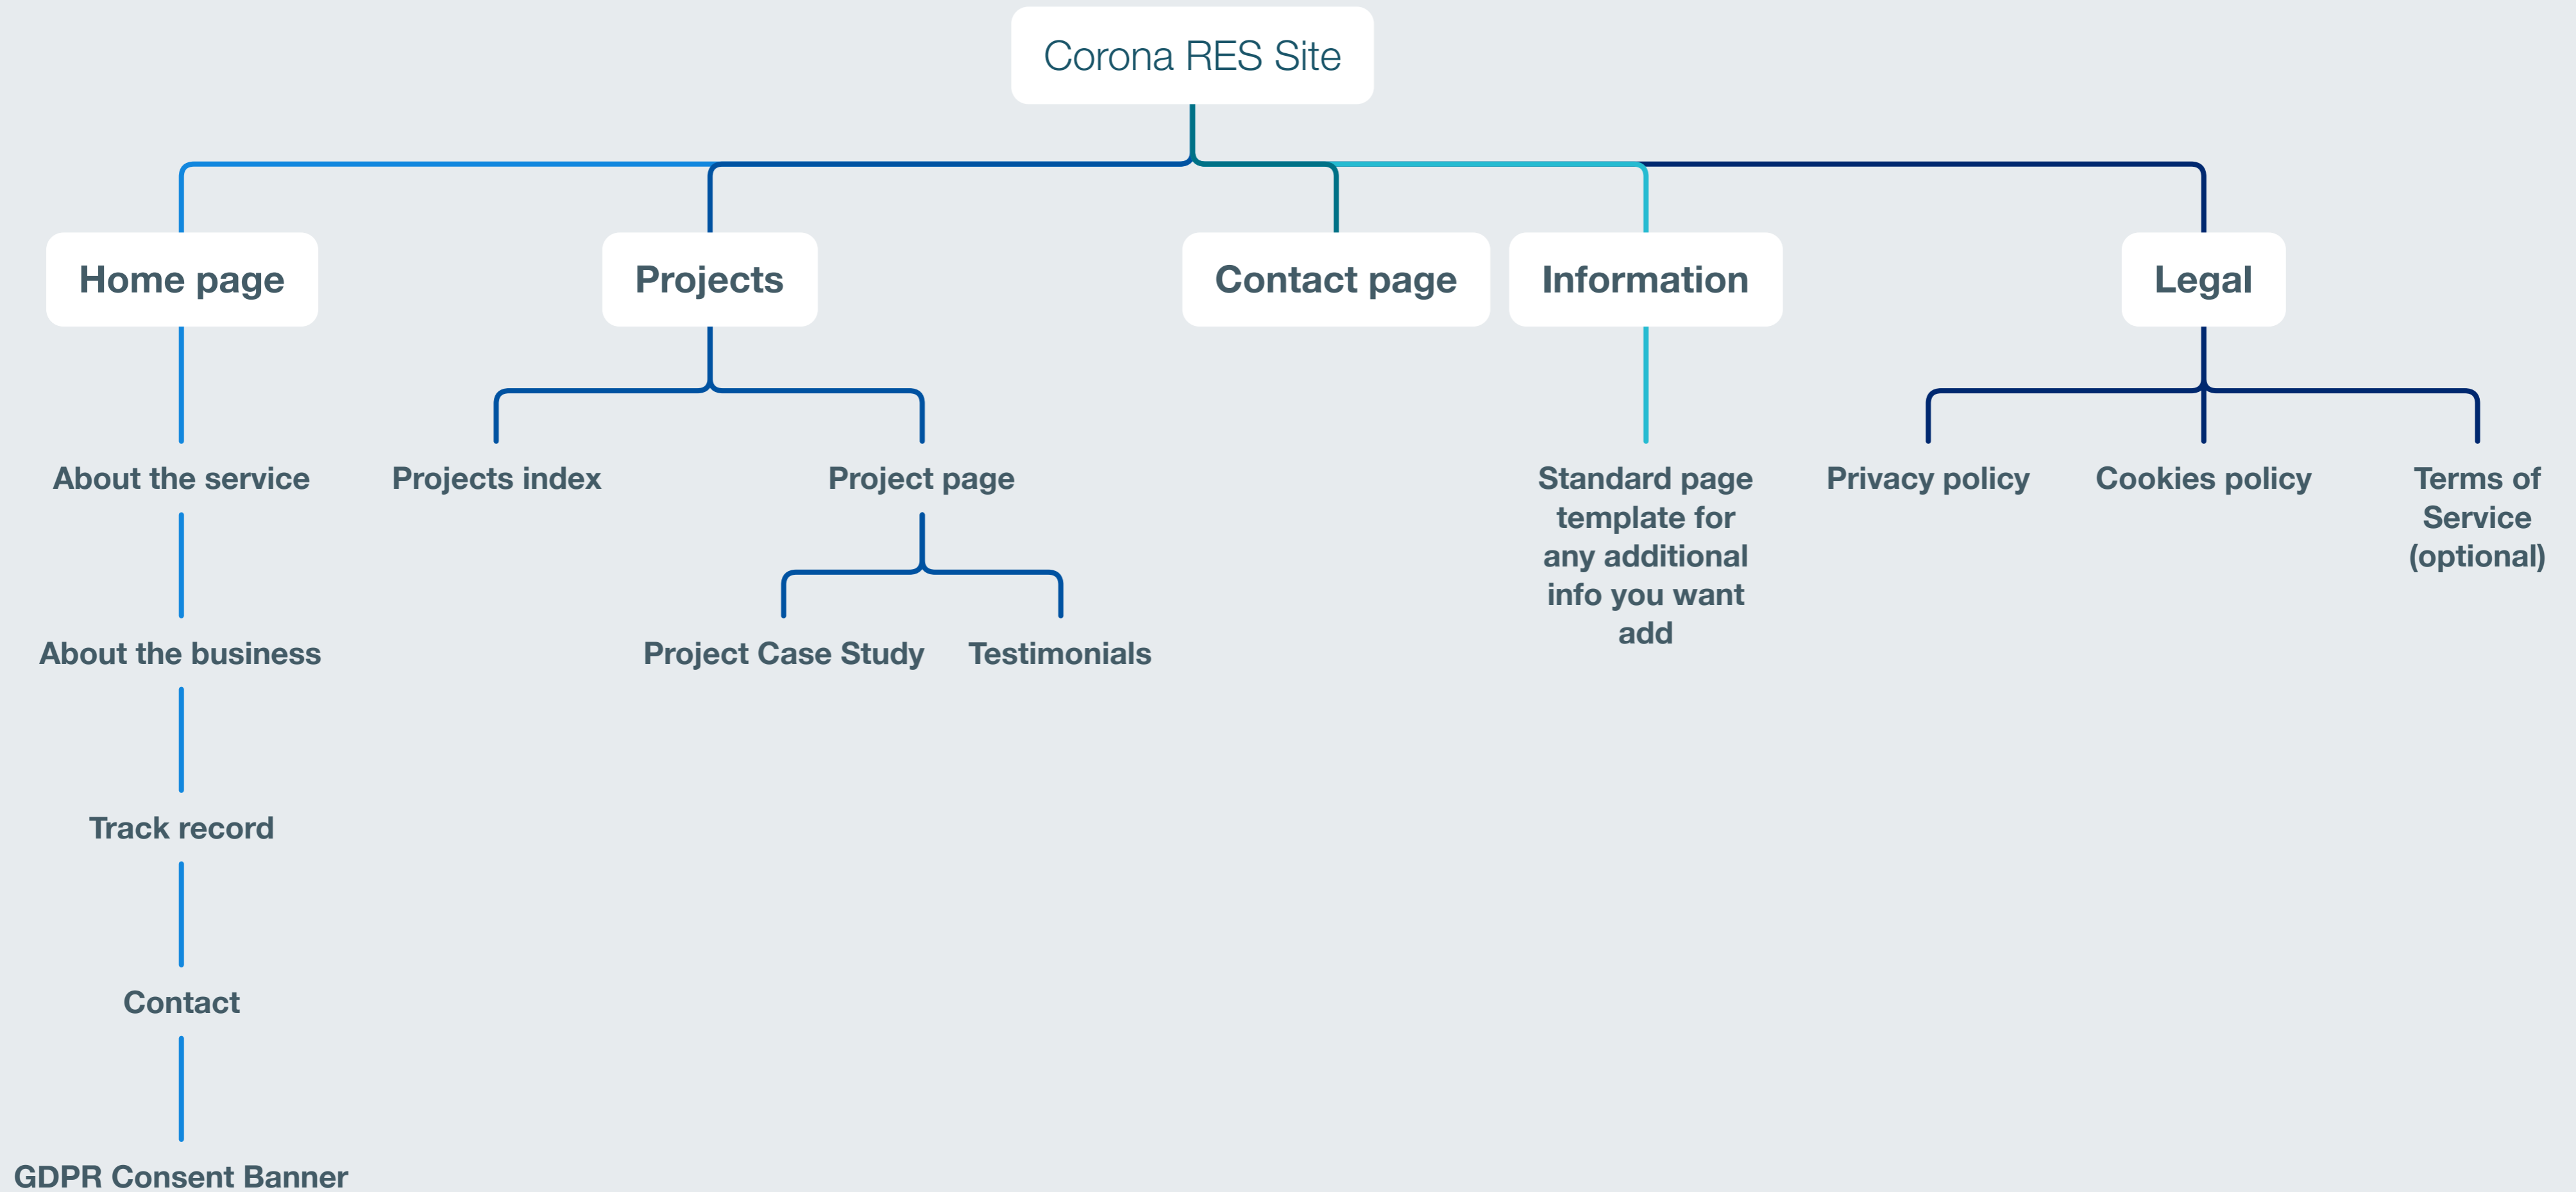 Corona RES Site
Home page
Projects
Contact page
Information
Legal
About the service
Projects index
Project page
Standard page
template for
any additional
info you want
add
Privacy policy
Cookies policy
Terms of
Service
(optional)
About the business
Project Case Study
Testimonials
Track record
Contact
GDPR Consent Banner